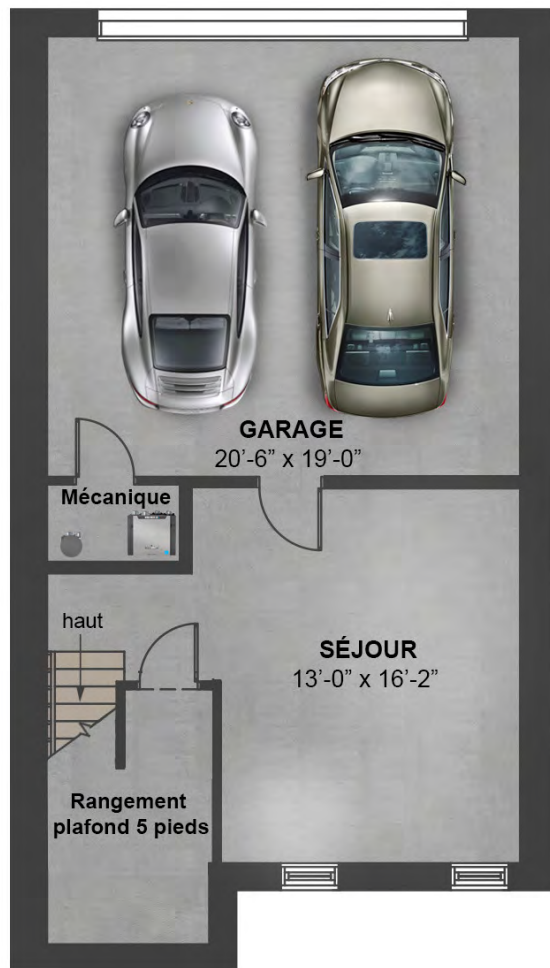 GARAGE
20’-6” x 19’-0”
Mécanique
haut
SÉJOUR
13’-0” x 16’-2”
Rangement
plafond 5 pieds